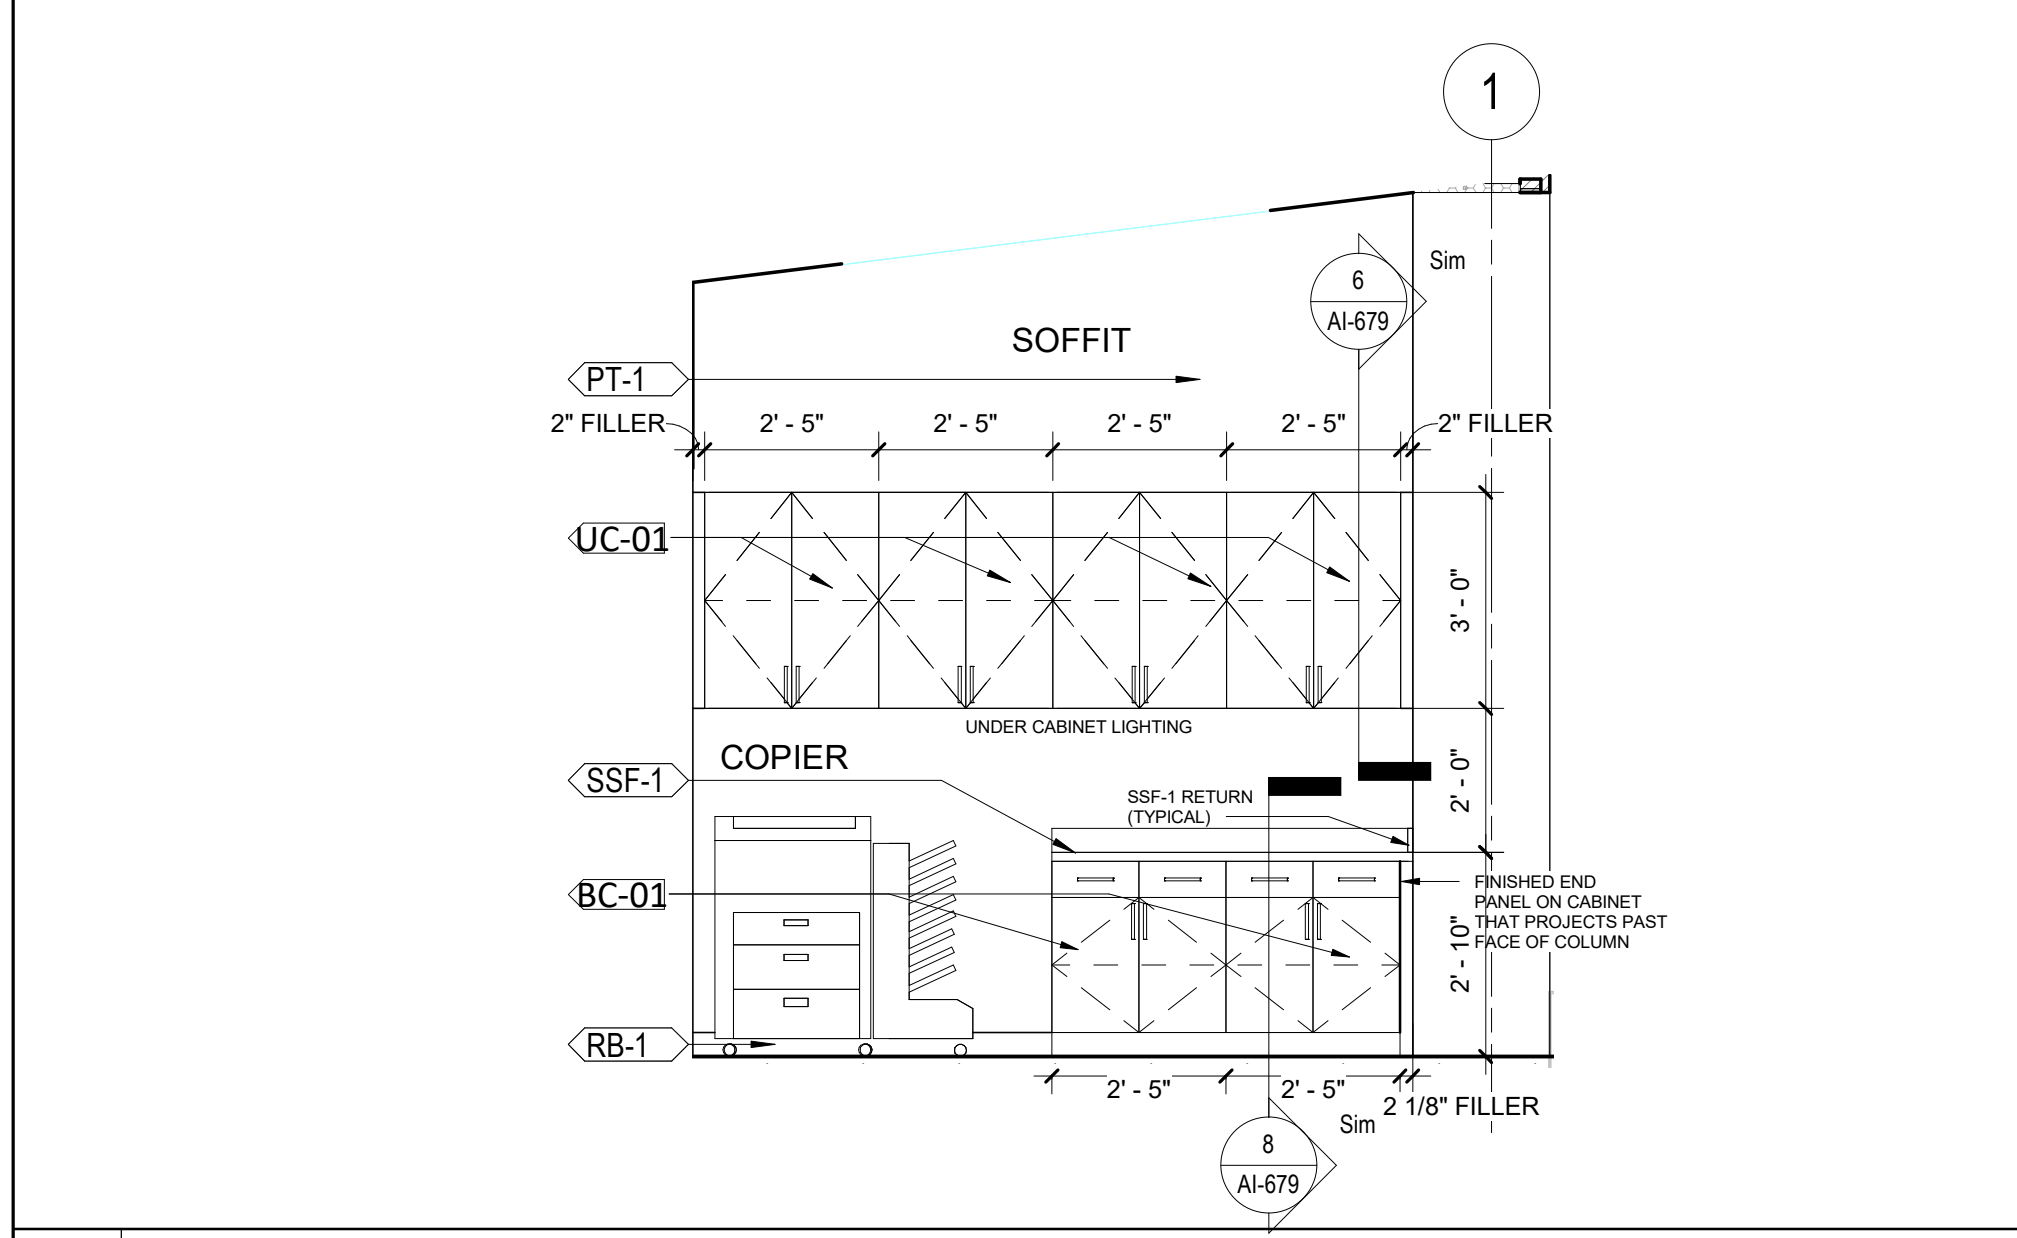 1
Sim
6
AI-679
SOFFIT
PT-1
2" FILLER
2' - 5"
2' - 5"
2' - 5"
2' - 5"
2" FILLER
UC-01
3' - 0"
UNDER CABINET LIGHTING
COPIER
SSF-1
2' - 0"
SSF-1 RETURN
(TYPICAL)
BC-01
FINISHED END
PANEL ON CABINET
THAT PROJECTS PAST
FACE OF COLUMN
2' - 10"
RB-1
2' - 5"
2' - 5"
2 1/8" FILLER
Sim
8
AI-679